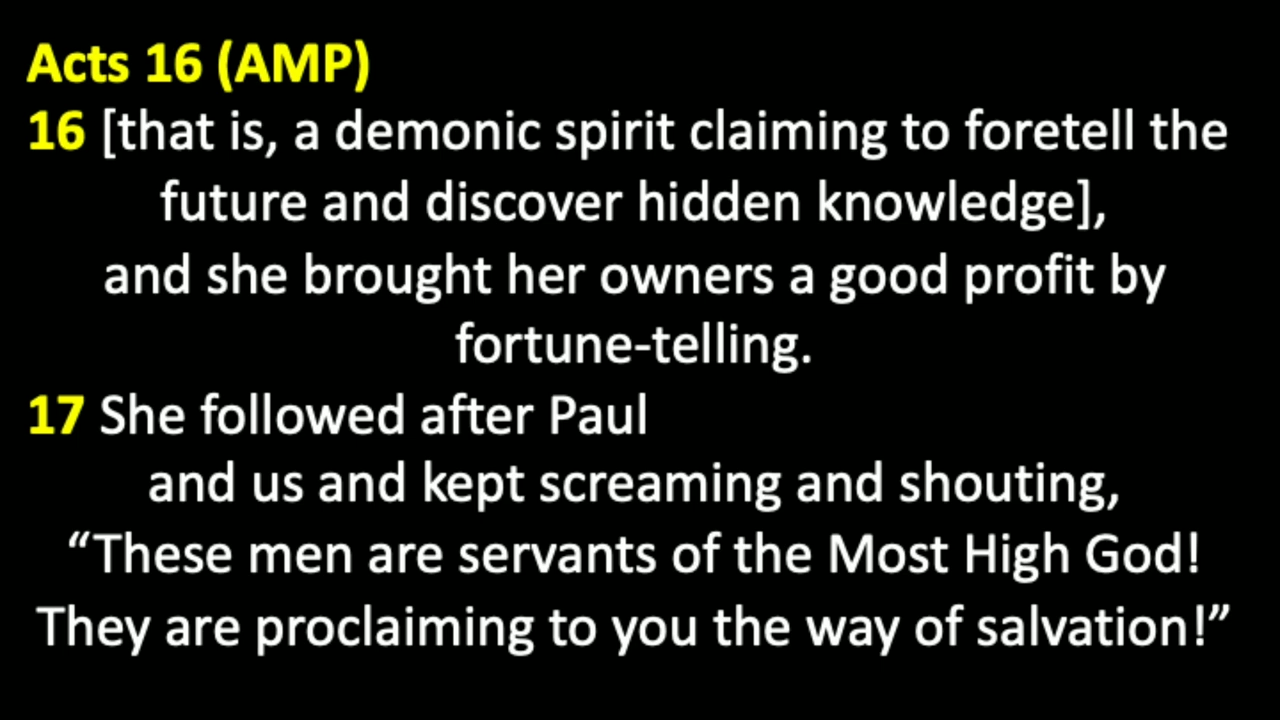 Acts 16 (AMP)
16 [that is, a demonic spirit claiming to foretell the
future and discover hidden knowledge],
and she brought her owners a good profit by
fortune-telling.
17 She followed after Paul
and us and kept screaming and shouting,
“These men are servants of the Most High God!
They are proclaiming to you the way of salvation!”